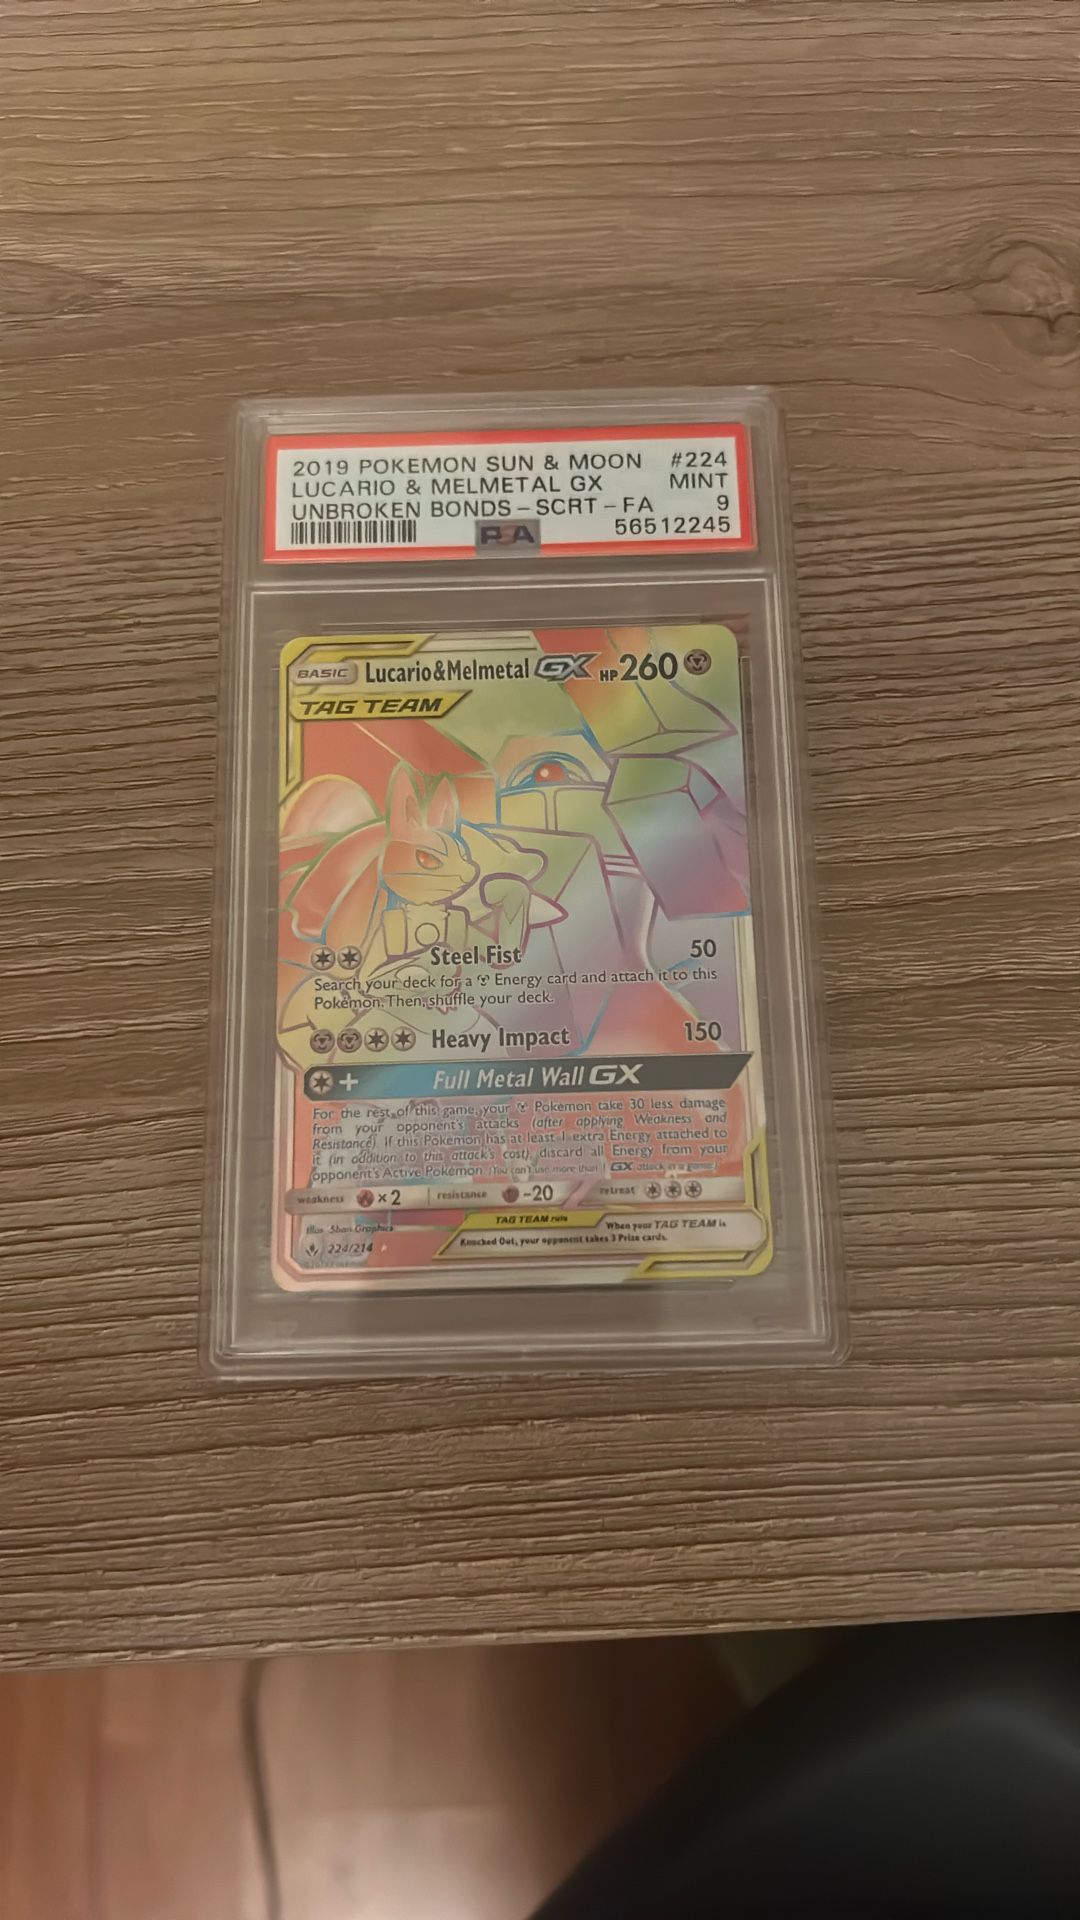 2019 POKEMON SUN & MOON #224
LUCARIO & MELMETAL GX MINT
UNBROKEN BONDS - SCRT - FA 9
PSA 56512245
BASIC Lucario&Melmetal GX HP260
TAG TEAM
Steel Fist 50
Search your deck for a Energy card and attach it to this
Pokémon. Then, shuffle your deck.
Heavy Impact 150
+ Full Metal Wall GX
For the rest of this game, your Pokémon take 30 less damage
from your opponent's attacks (after applying Weakness and
Resistance). If this Pokémon has at least 1 extra Energy attached to
it (in addition to this attack's cost), discard all Energy from your
opponent's Active Pokémon. (You can't use more than 1 GX attack in a game.)
weakness ×2 resistance -20 retreat
TAG TEAM rule When your TAG TEAM is
Knocked Out, your opponent takes 3 Prize cards.
Illus. 5ban Graphics
224/214